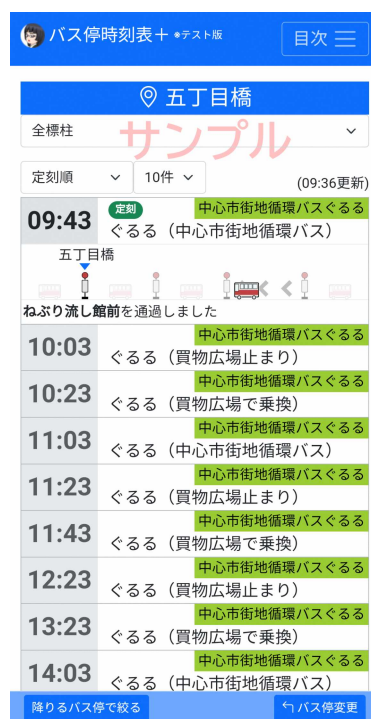 バス停時刻表＋ ※テスト版
目次
五丁目橋
全標柱
サンプル
定刻順
10件
(09:36更新)
09:43
定刻
中心市街地循環バスぐるる
ぐるる（中心市街地循環バス）
五丁目橋
ねぶり流し館前を通過しました
中心市街地循環バスぐるる
10:03
ぐるる（買物広場止まり）
中心市街地循環バスぐるる
10:23
ぐるる（買物広場で乗換）
中心市街地循環バスぐるる
11:03
ぐるる（中心市街地循環バス）
中心市街地循環バスぐるる
11:23
ぐるる（買物広場止まり）
中心市街地循環バスぐるる
11:43
ぐるる（買物広場で乗換）
中心市街地循環バスぐるる
12:23
ぐるる（買物広場止まり）
中心市街地循環バスぐるる
13:23
ぐるる（買物広場で乗換）
中心市街地循環バスぐるる
14:03
ぐるる（中心市街地循環バス）
降りるバス停で絞る
バス停変更